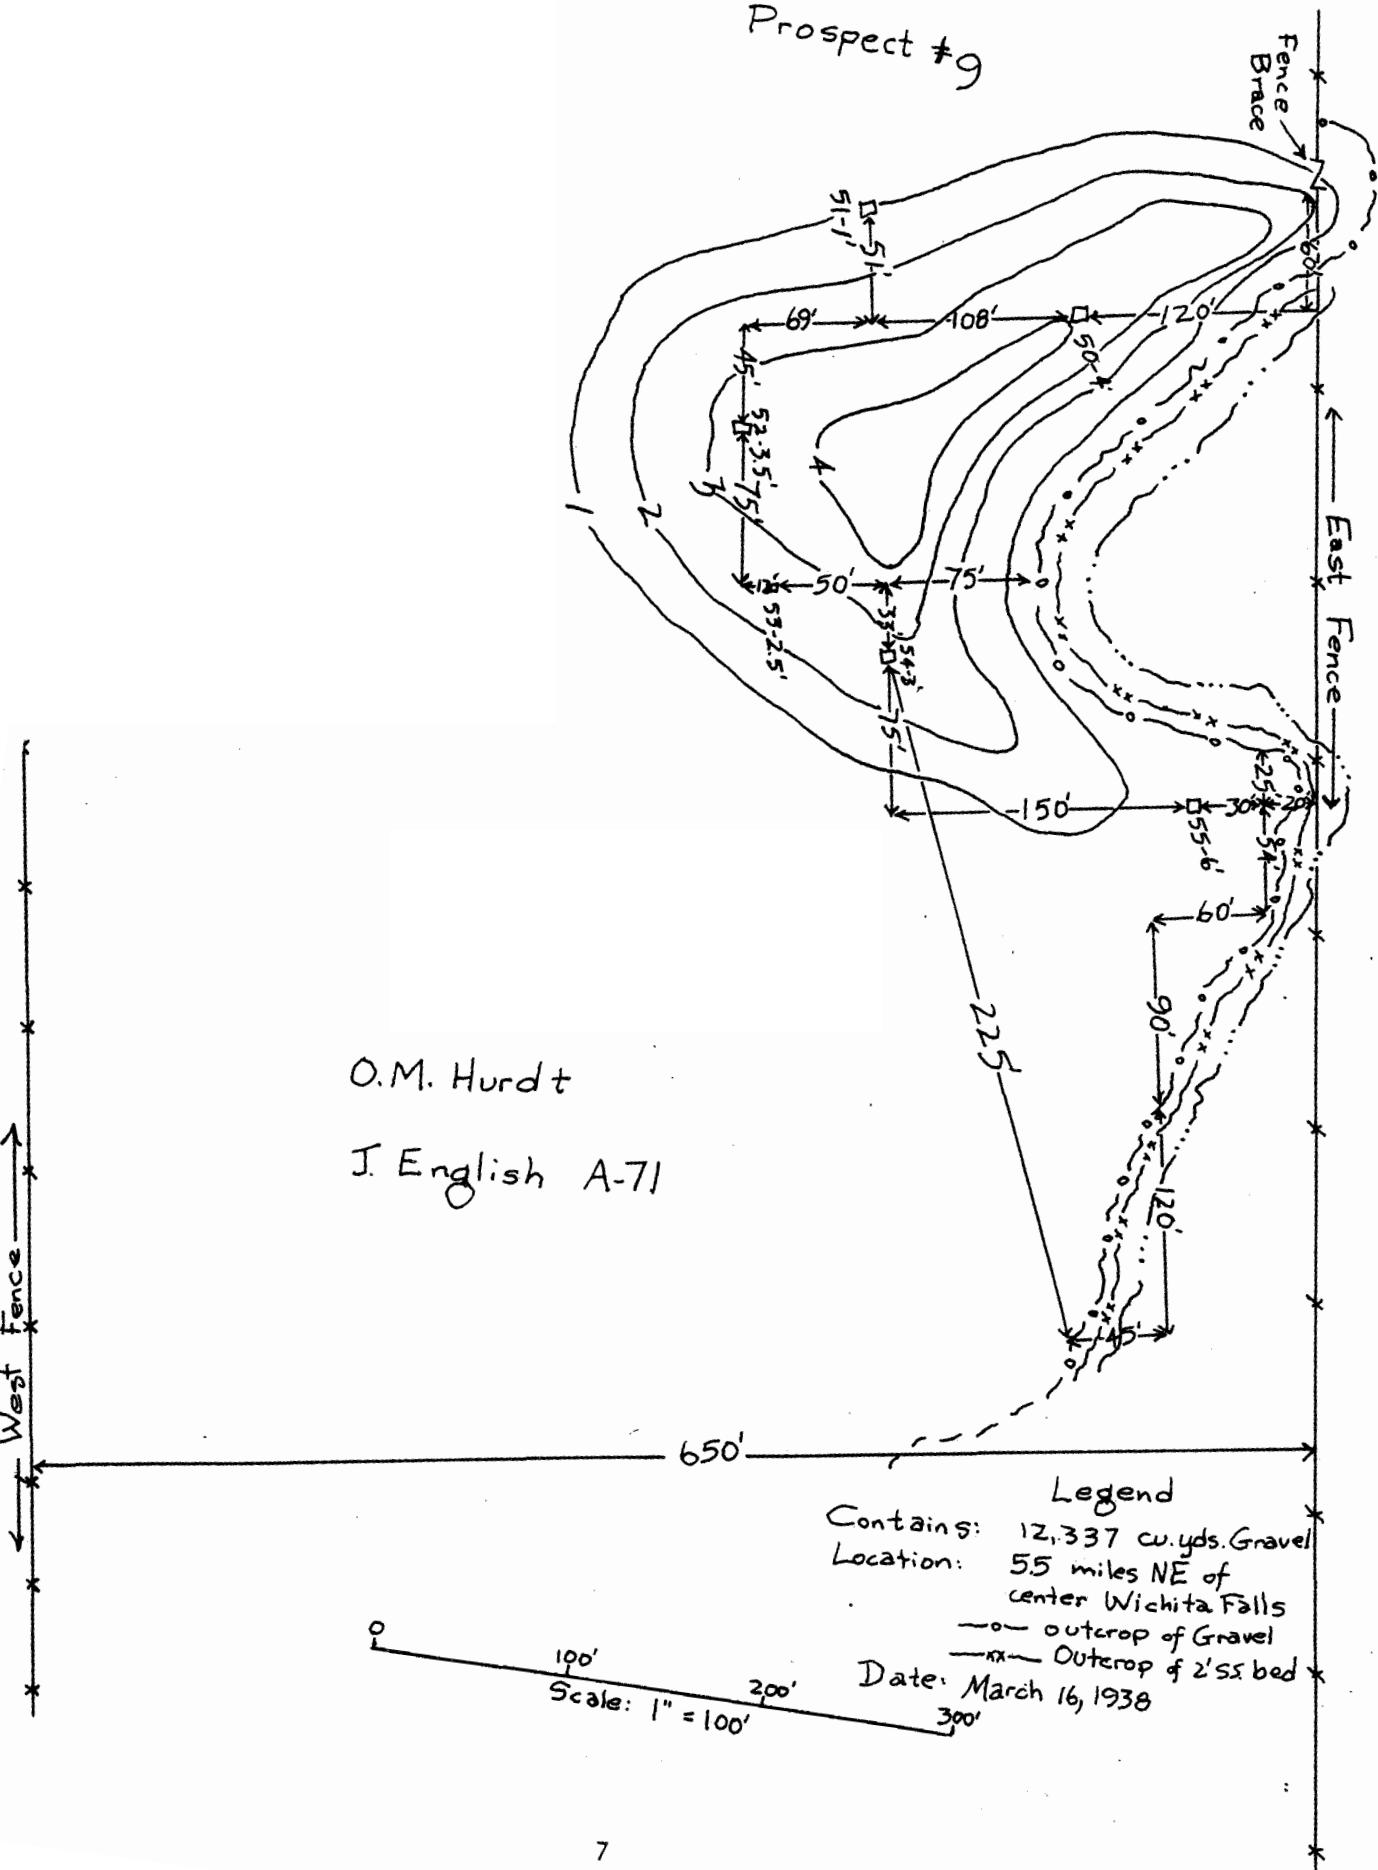 Prospect #9
Fence
Brace
60'
51-1'
51'
69'
108'
120'
50-4'
45'
52-3.5'
75'
1
2
3
4
12'
50'
75'
53-2.5'
33'
54-3'
75'
East Fence
150'
30'
20'
25'
55-6'
34'
60'
90'
225'
120'
45'
O.M. Hurdt
J. English A-71
West Fence
650'
Legend
Contains: 12,337 cu.yds. Gravel
Location: 5.5 miles NE of
center Wichita Falls
outcrop of Gravel
Outcrop of 2' s.s. bed
Date: March 16, 1938
0
100'
200'
300'
Scale: 1" = 100'
7